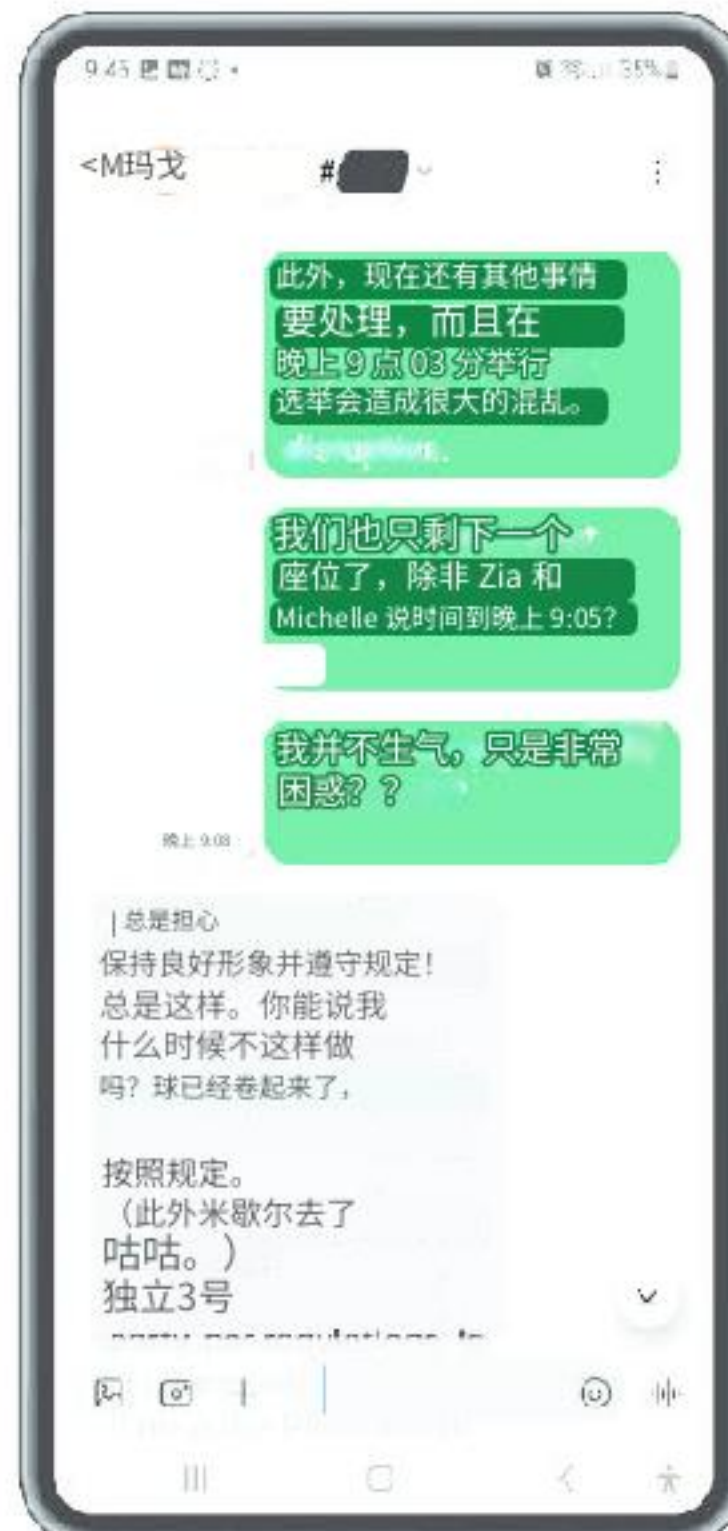 9:45
35%
<M玛戈
#
此外，现在还有其他事情
要处理，而且在
晚上 9 点 03 分举行
选举会造成很大的混乱。
我们也只剩下一个
座位了，除非 Zia 和
Michelle 说时间到晚上 9:05？
我并不生气，只是非常
困惑？？
晚上 9:08
| 总是担心
保持良好形象并遵守规定！
总是这样。你能说我
什么时候不这样做
吗？球已经卷起来了，
按照规定。
（此外米歇尔去了
咕咕。）
独立3号